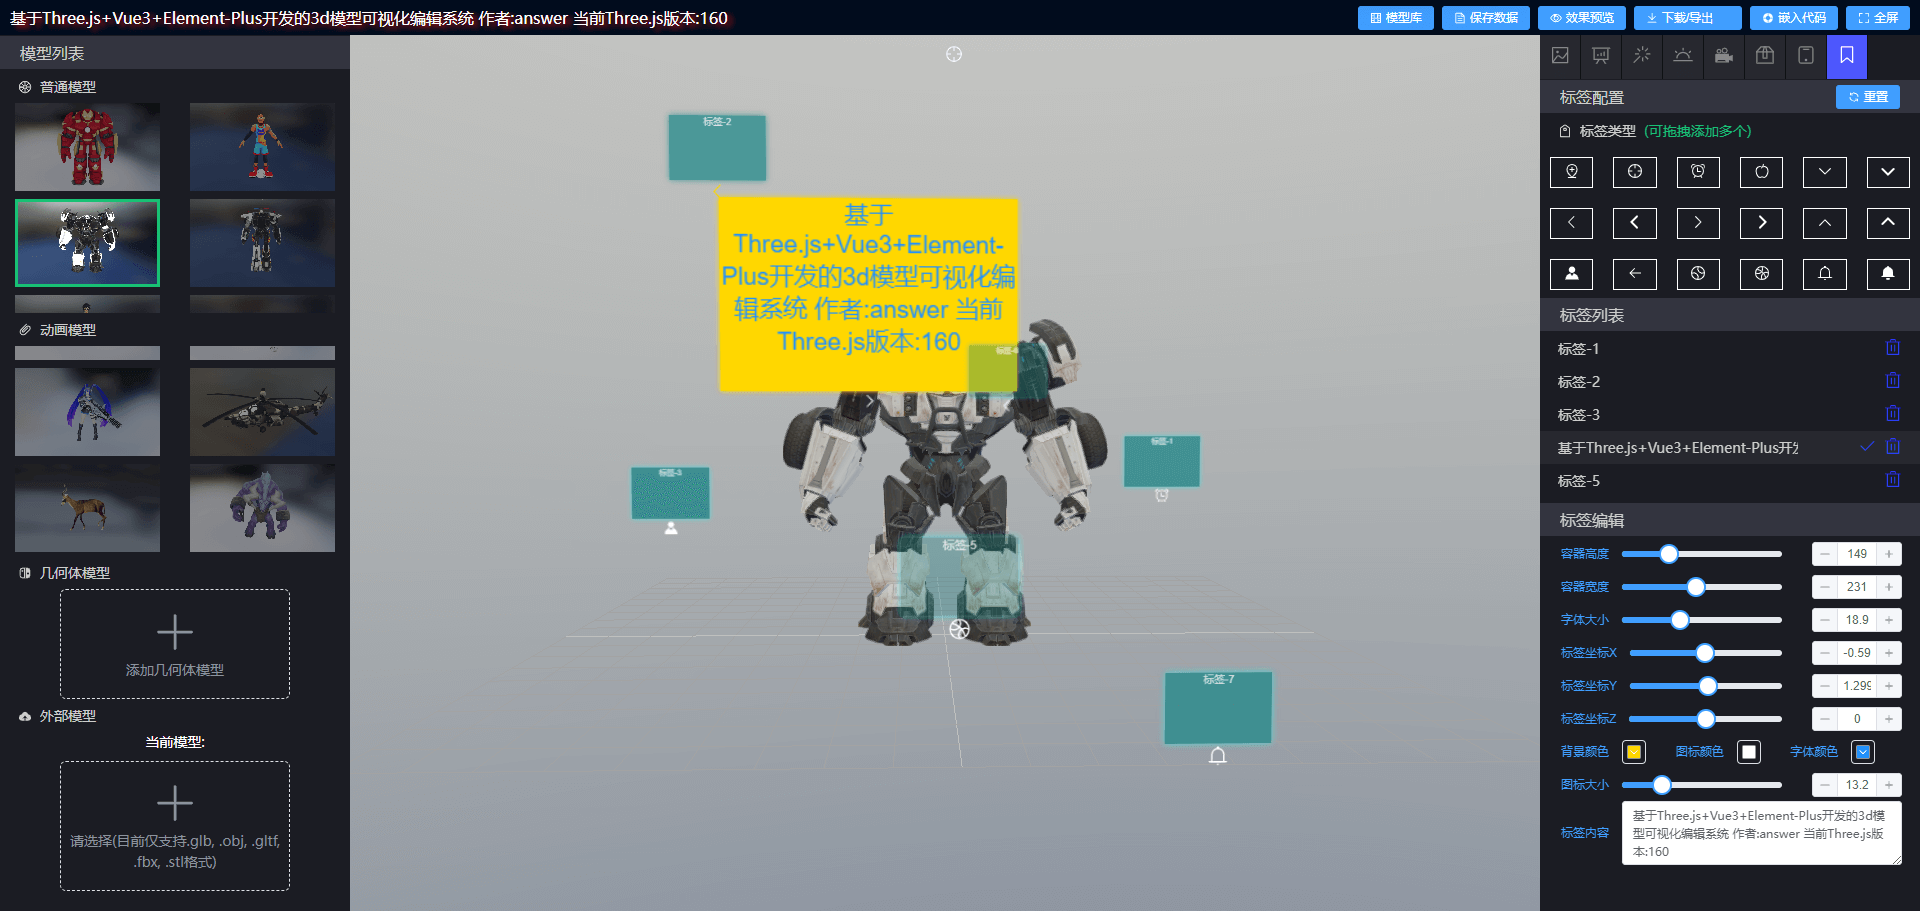 基于Three.js+Vue3+Element-Plus开发的3d模型可视化编辑系统 作者:answer 当前Three.js版本:160
模型库
保存数据
效果预览
下载/导出
嵌入代码
全屏
模型列表
普通模型
动画模型
几何体模型
添加几何体模型
外部模型
当前模型:
请选择(目前仅支持.glb, .obj, .gltf,
.fbx, .stl格式)
标签-2
基于
Three.js+Vue3+Element-
Plus开发的3d模型可视化编
辑系统 作者:answer 当前
Three.js版本:160
标签-1
标签-3
标签-5
标签-7
标签配置
重置
标签类型 (可拖拽添加多个)
标签列表
标签-1
标签-2
标签-3
基于Three.js+Vue3+Element-Plus开
标签-5
标签编辑
容器高度 149
容器宽度 231
字体大小 18.9
标签坐标X -0.59
标签坐标Y 1.299
标签坐标Z 0
背景颜色 图标颜色 字体颜色
图标大小 13.2
标签内容
基于Three.js+Vue3+Element-Plus开发的3d模
型可视化编辑系统 作者:answer 当前Three.js版
本:160